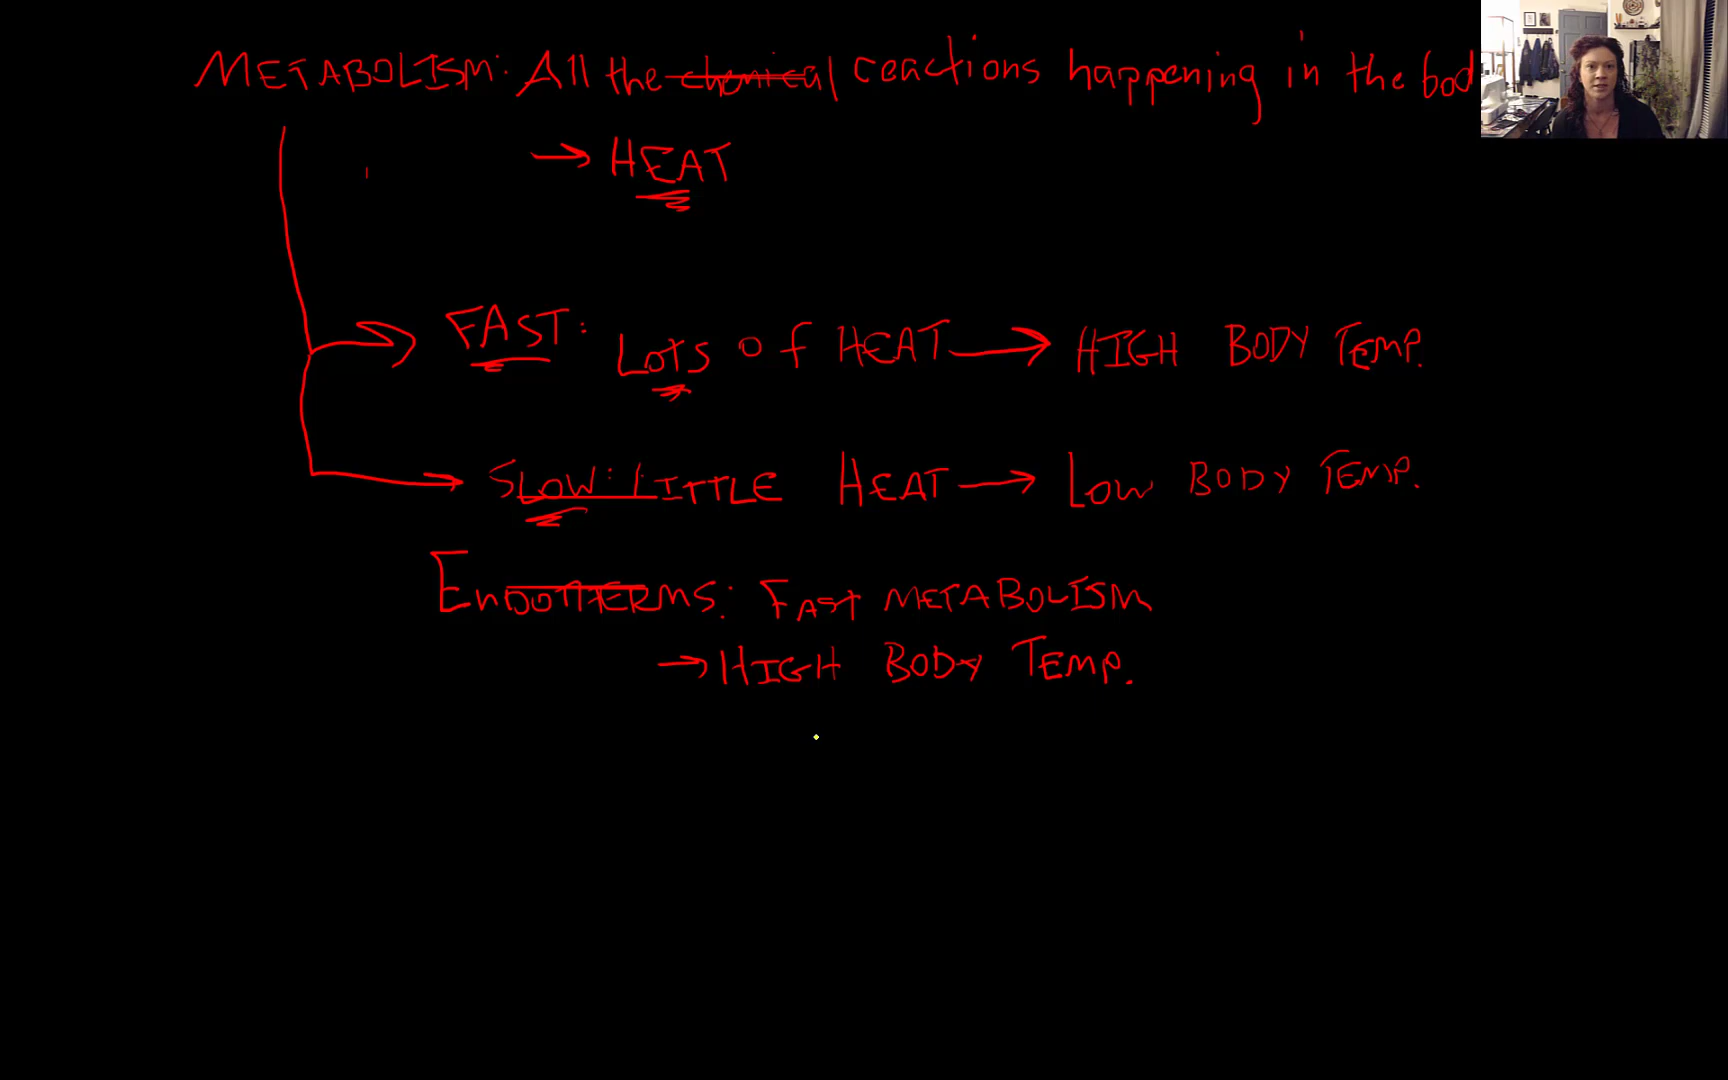 METABOLISM: All the chemical reactions happening in the bod
→ HEAT
FAST: LOTS of HEAT → HIGH BODY TEMP.
SLOW: LITTLE HEAT → LOW BODY TEMP.
ENDOTHERMS: FAST METABOLISM
→ HIGH BODY TEMP.